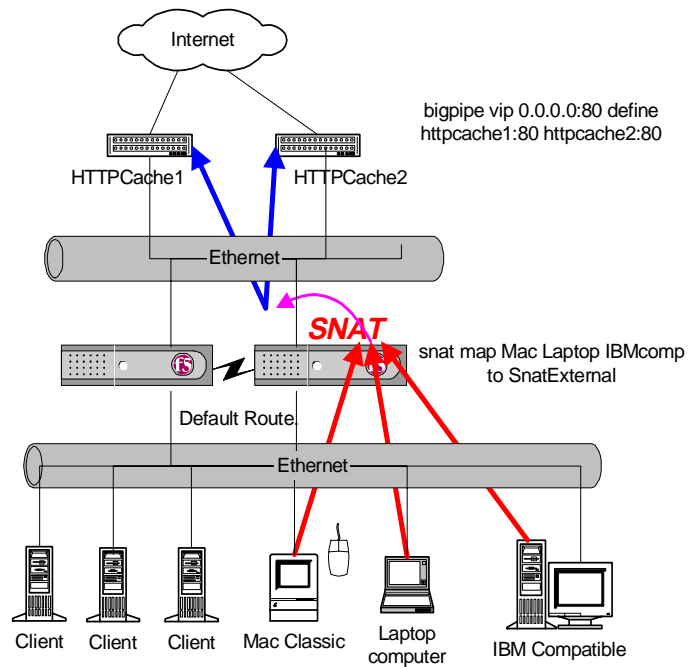 Internet
bigpipe vip 0.0.0.0:80 define
httpcache1:80 httpcache2:80
HTTPCache1
HTTPCache2
Ethernet
SNAT
snat map Mac Laptop IBMcomp
to SnatExternal
Default Route.
Ethernet
Client
Client
Client
Mac Classic
Laptop
computer
IBM Compatible